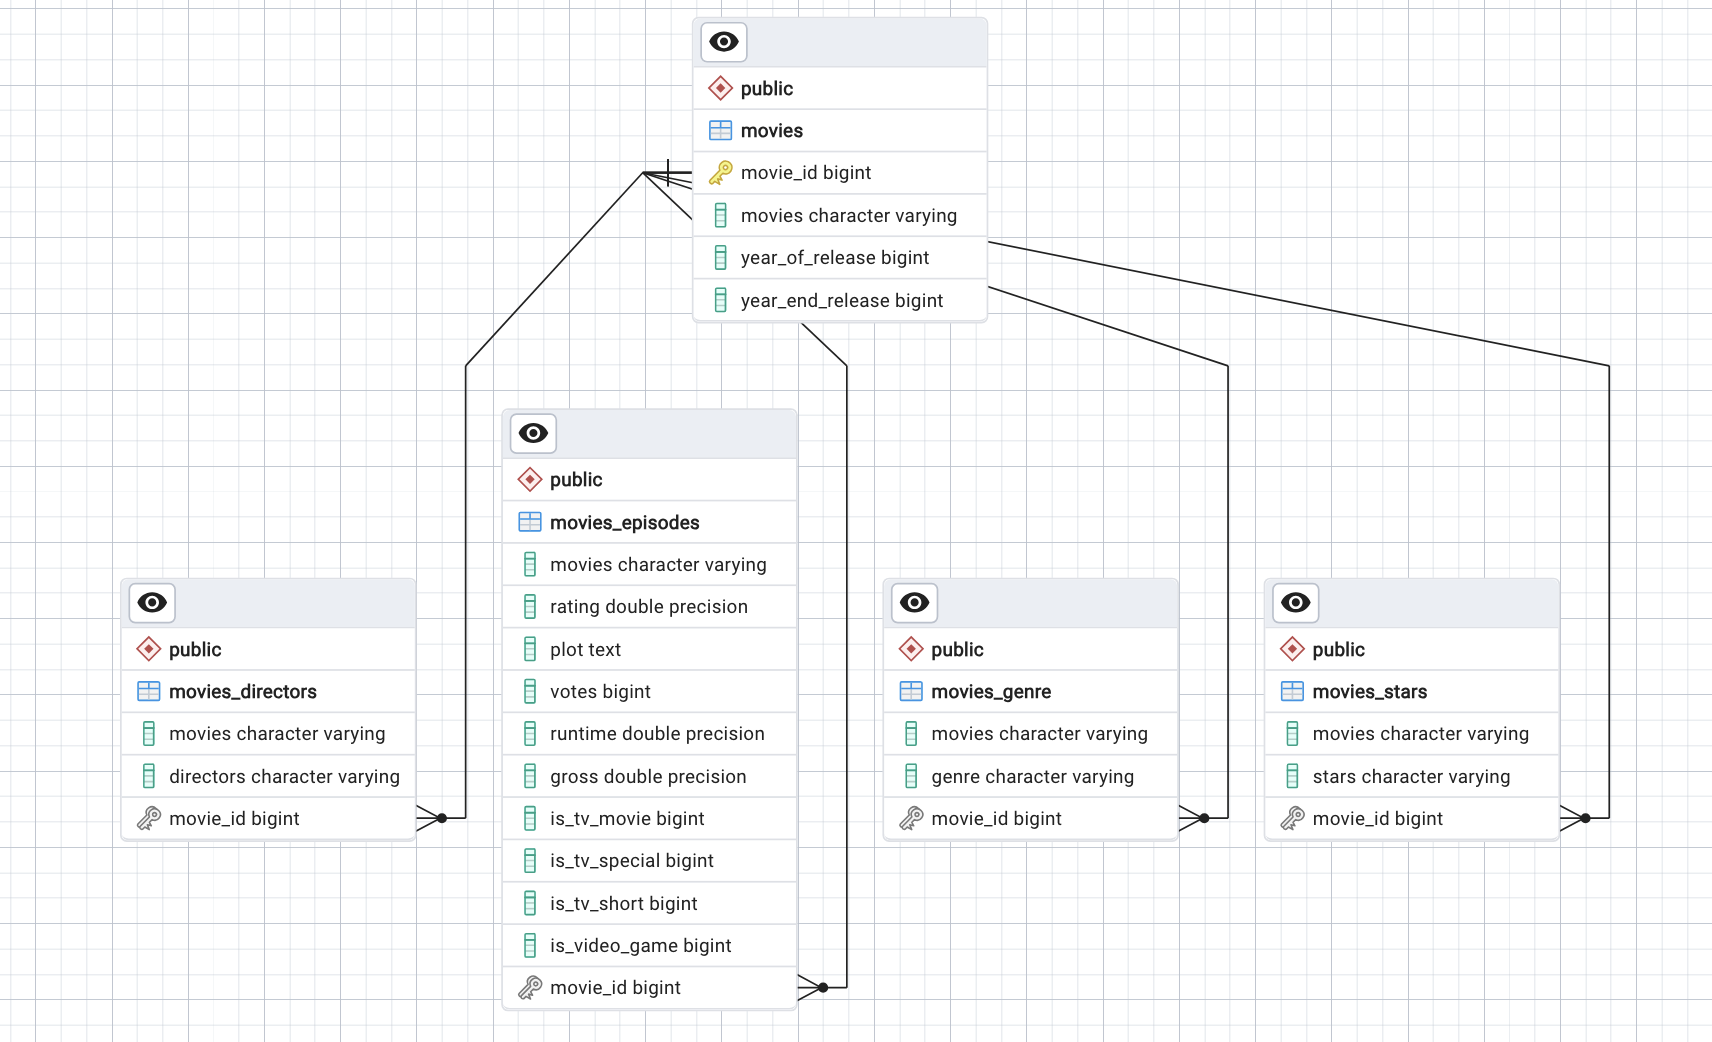 public
movies
movie_id bigint
movies character varying
year_of_release bigint
year_end_release bigint
public
movies_directors
movies character varying
directors character varying
movie_id bigint
public
movies_episodes
movies character varying
rating double precision
plot text
votes bigint
runtime double precision
gross double precision
is_tv_movie bigint
is_tv_special bigint
is_tv_short bigint
is_video_game bigint
movie_id bigint
public
movies_genre
movies character varying
genre character varying
movie_id bigint
public
movies_stars
movies character varying
stars character varying
movie_id bigint